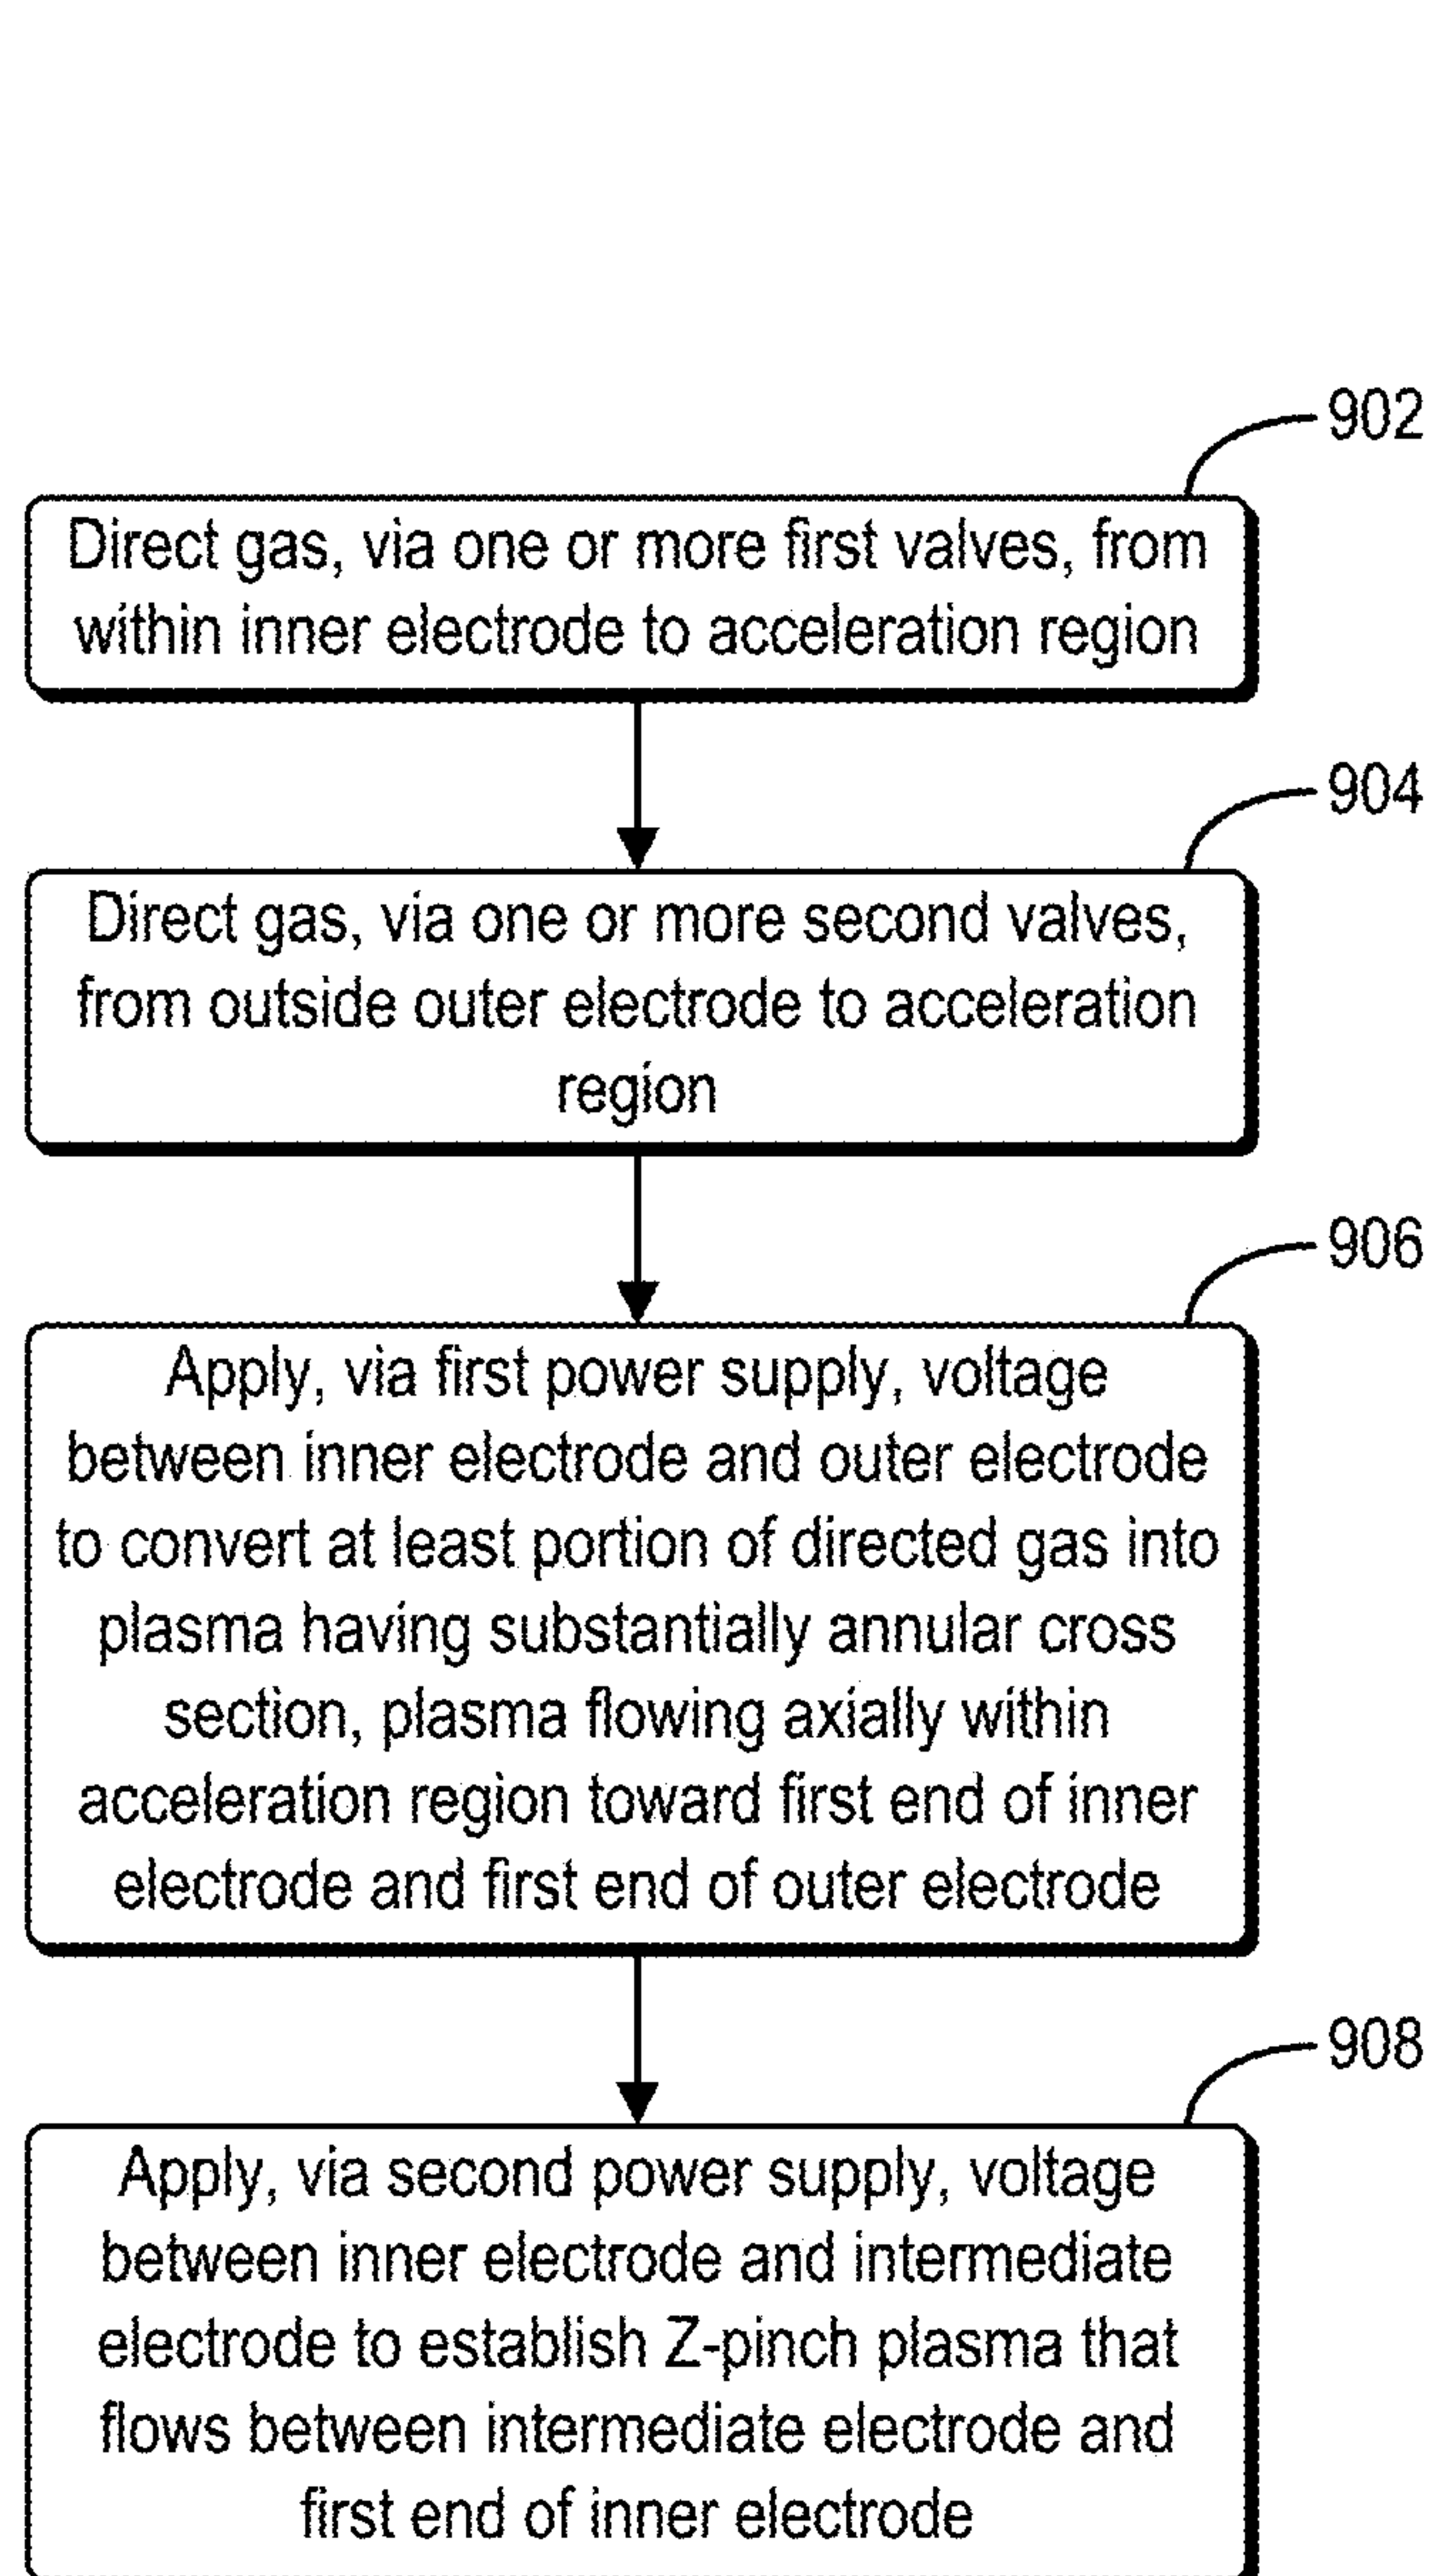 902
Direct gas, via one or more first valves, from
within inner electrode to acceleration region
904
Direct gas, via one or more second valves,
from outside outer electrode to acceleration
region
906
Apply, via first power supply, voltage
between inner electrode and outer electrode
to convert at least portion of directed gas into
plasma having substantially annular cross
section, plasma flowing axially within
acceleration region toward first end of inner
electrode and first end of outer electrode
908
Apply, via second power supply, voltage
between inner electrode and intermediate
electrode to establish Z-pinch plasma that
flows between intermediate electrode and
first end of inner electrode